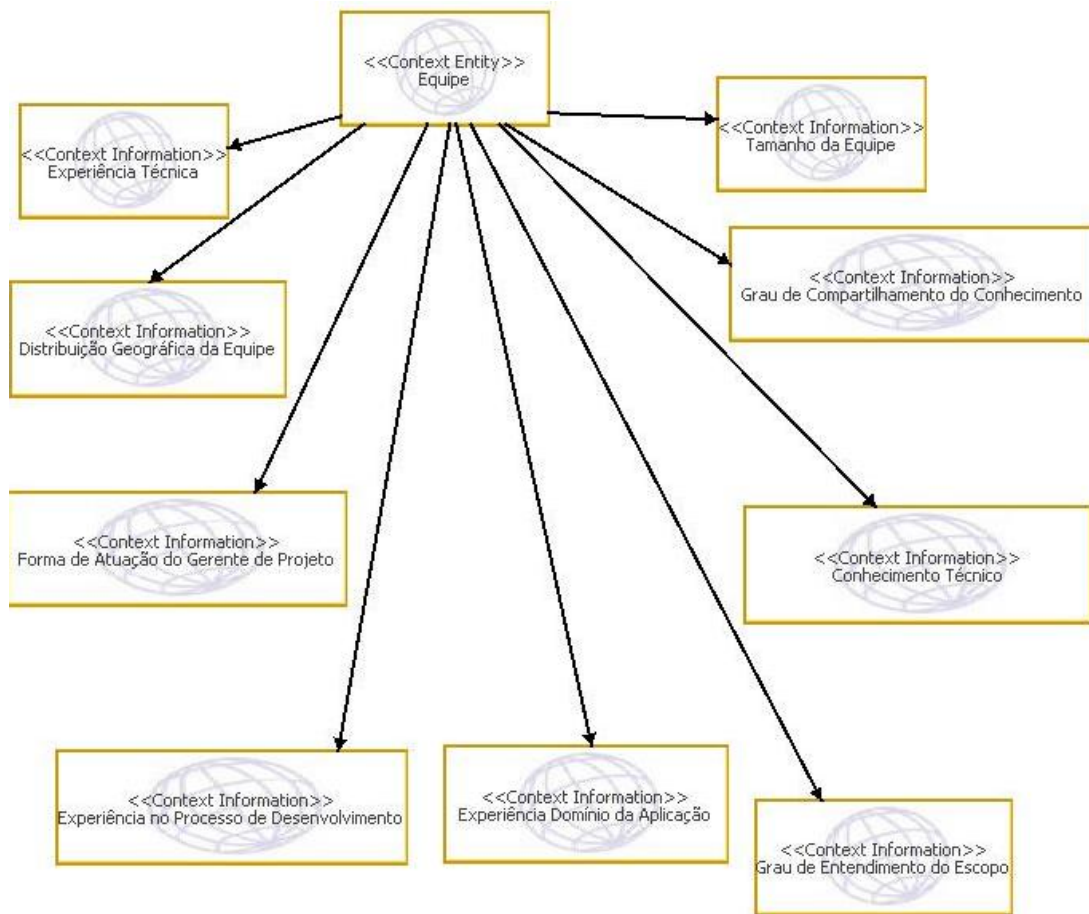 <<Context Entity>>
Equipe
<<Context Information>>
Experiência Técnica
<<Context Information>>
Tamanho da Equipe
<<Context Information>>
Grau de Compartilhamento do Conhecimento
<<Context Information>>
Distribuição Geográfica da Equipe
<<Context Information>>
Forma de Atuação do Gerente de Projeto
<<Context Information>>
Conhecimento Técnico
<<Context Information>>
Experiência no Processo de Desenvolvimento
<<Context Information>>
Experiência Domínio da Aplicação
<<Context Information>>
Grau de Entendimento do Escopo